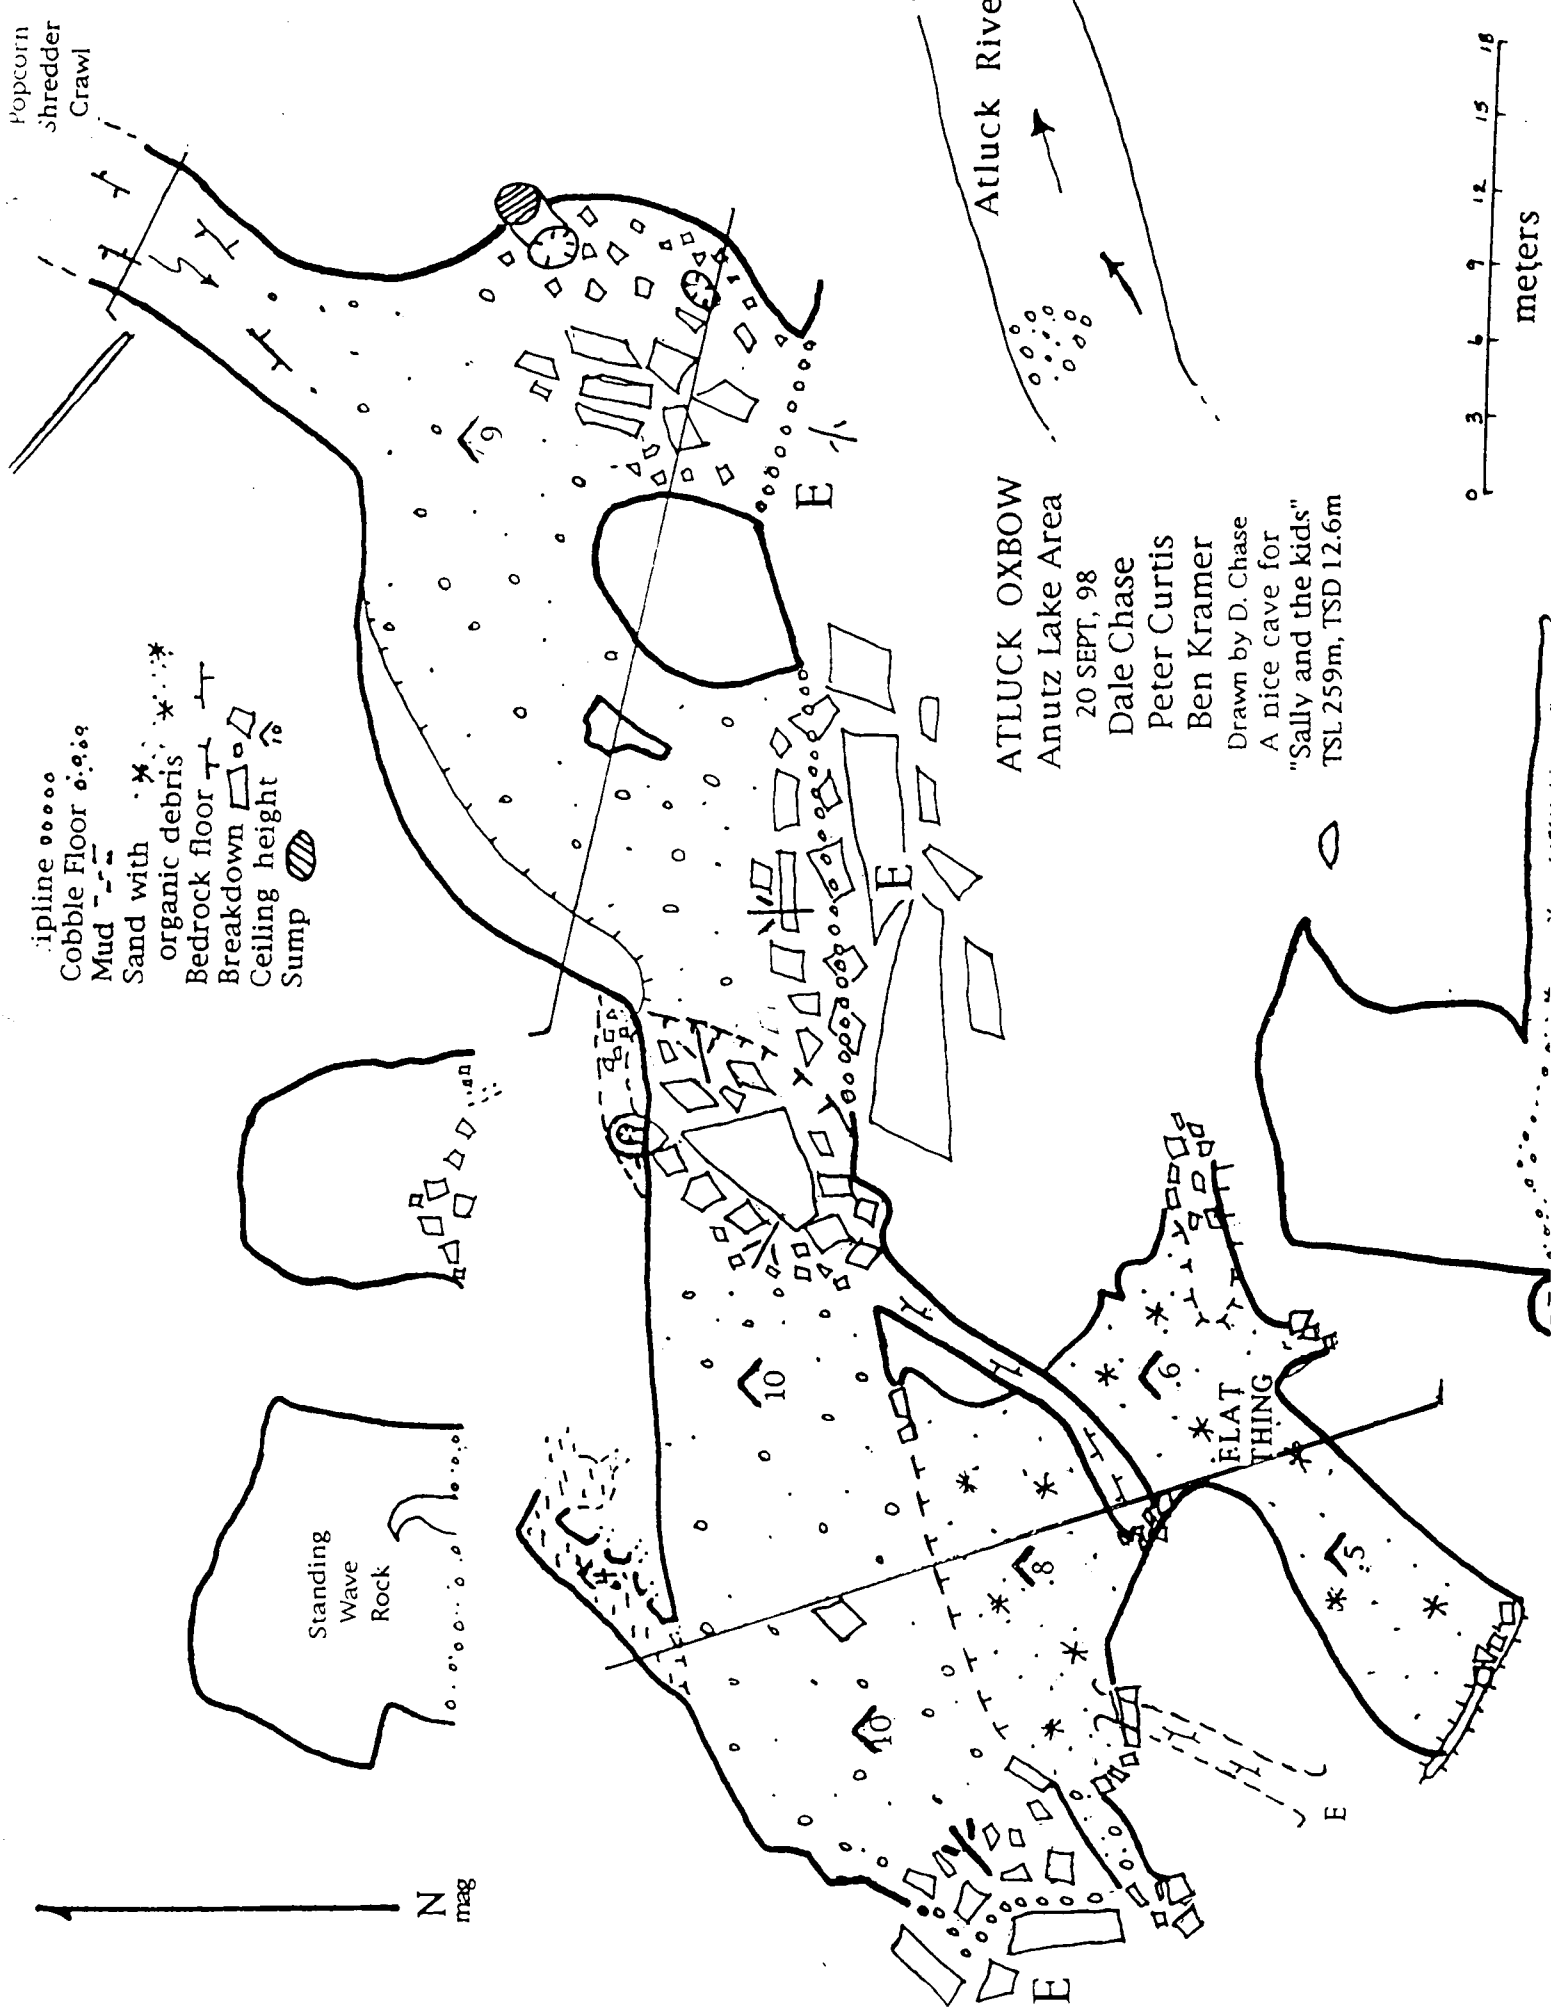 Popcorn
Shredder
Crawl
ipline
Cobble Floor
Mud
Sand with
organic debris
Bedrock floor
Breakdown
Ceiling height 10
Sump
Standing
Wave
Rock
N
mag
9
E
E
10
10
8
6
FLAT
THING
5
E
E
Atluck Rive
ATLUCK OXBOW
Anutz Lake Area
20 SEPT, 98
Dale Chase
Peter Curtis
Ben Kramer
Drawn by D. Chase
A nice cave for
"Sally and the kids"
TSL 259m, TSD 12.6m
0 3 6 9 12 15 18
meters